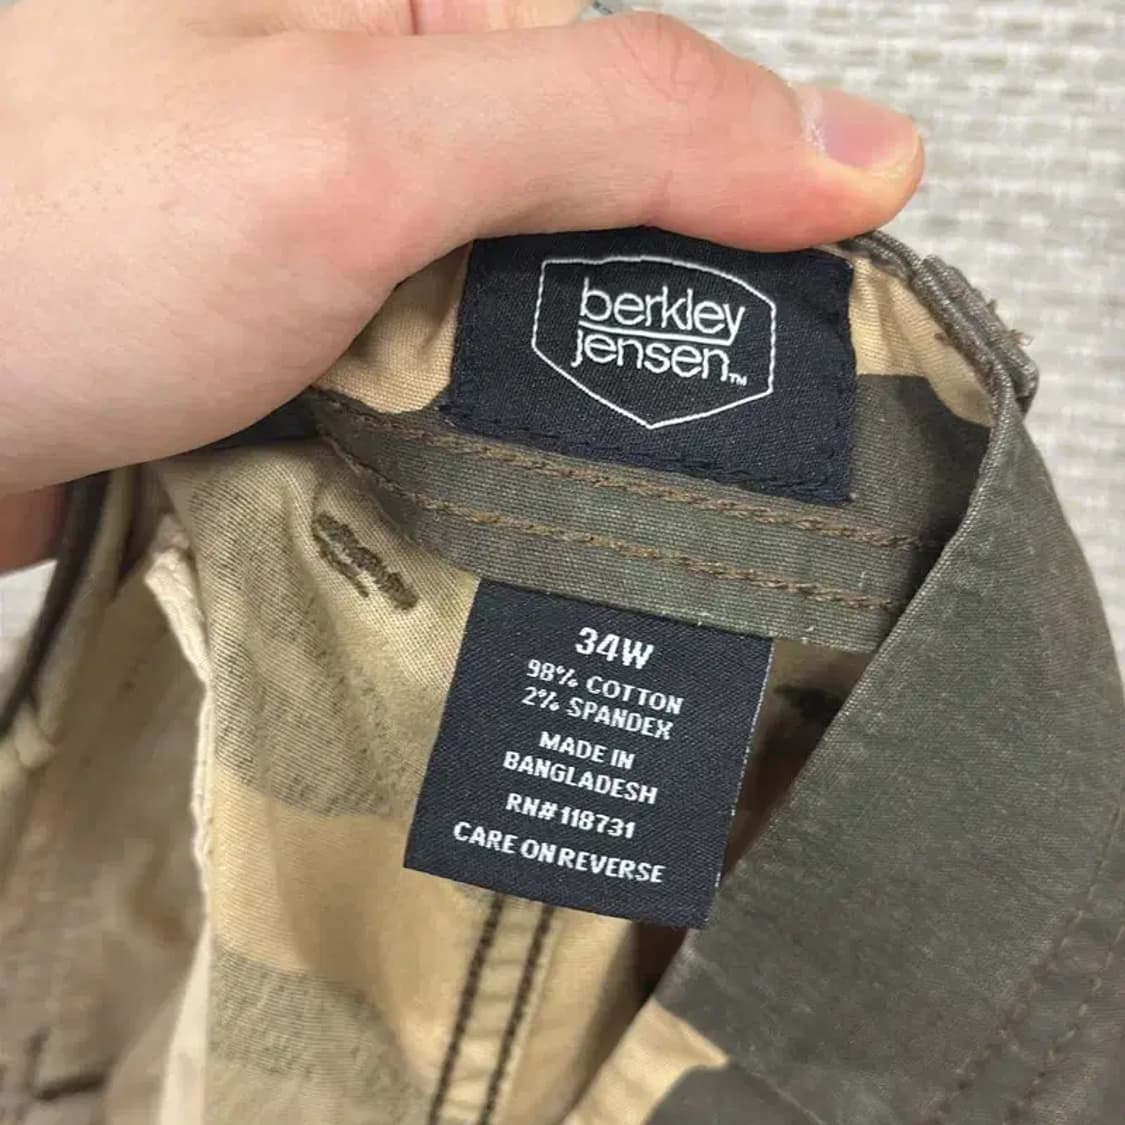 berkley
jensen™
34W
98% COTTON
2% SPANDEX
MADE IN
BANGLADESH
RN# 118731
CARE ON REVERSE